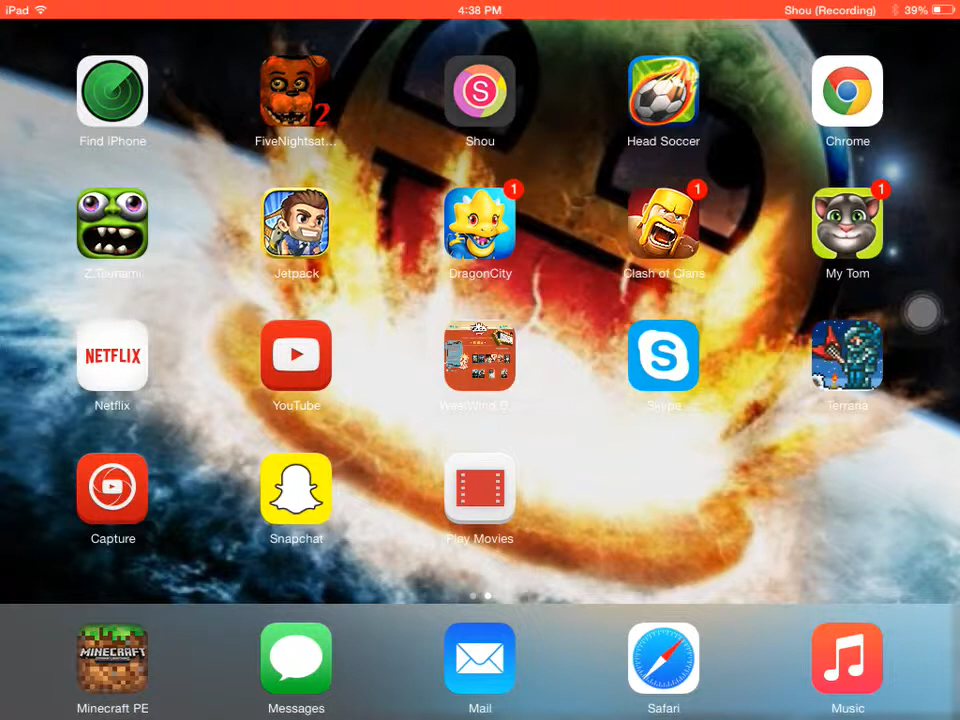 iPad 4:38 PM Shou (Recording) 39%
2
S
Find iPhone FiveNightsat... Shou Head Soccer Chrome
1 1 1
Z.Tsunami Jetpack DragonCity Clash of Clans My Tom
NETFLIX
S
Netflix YouTube Skype Terraria
Capture Snapchat Play Movies
MINECRAFT
Minecraft PE Messages Mail Safari Music